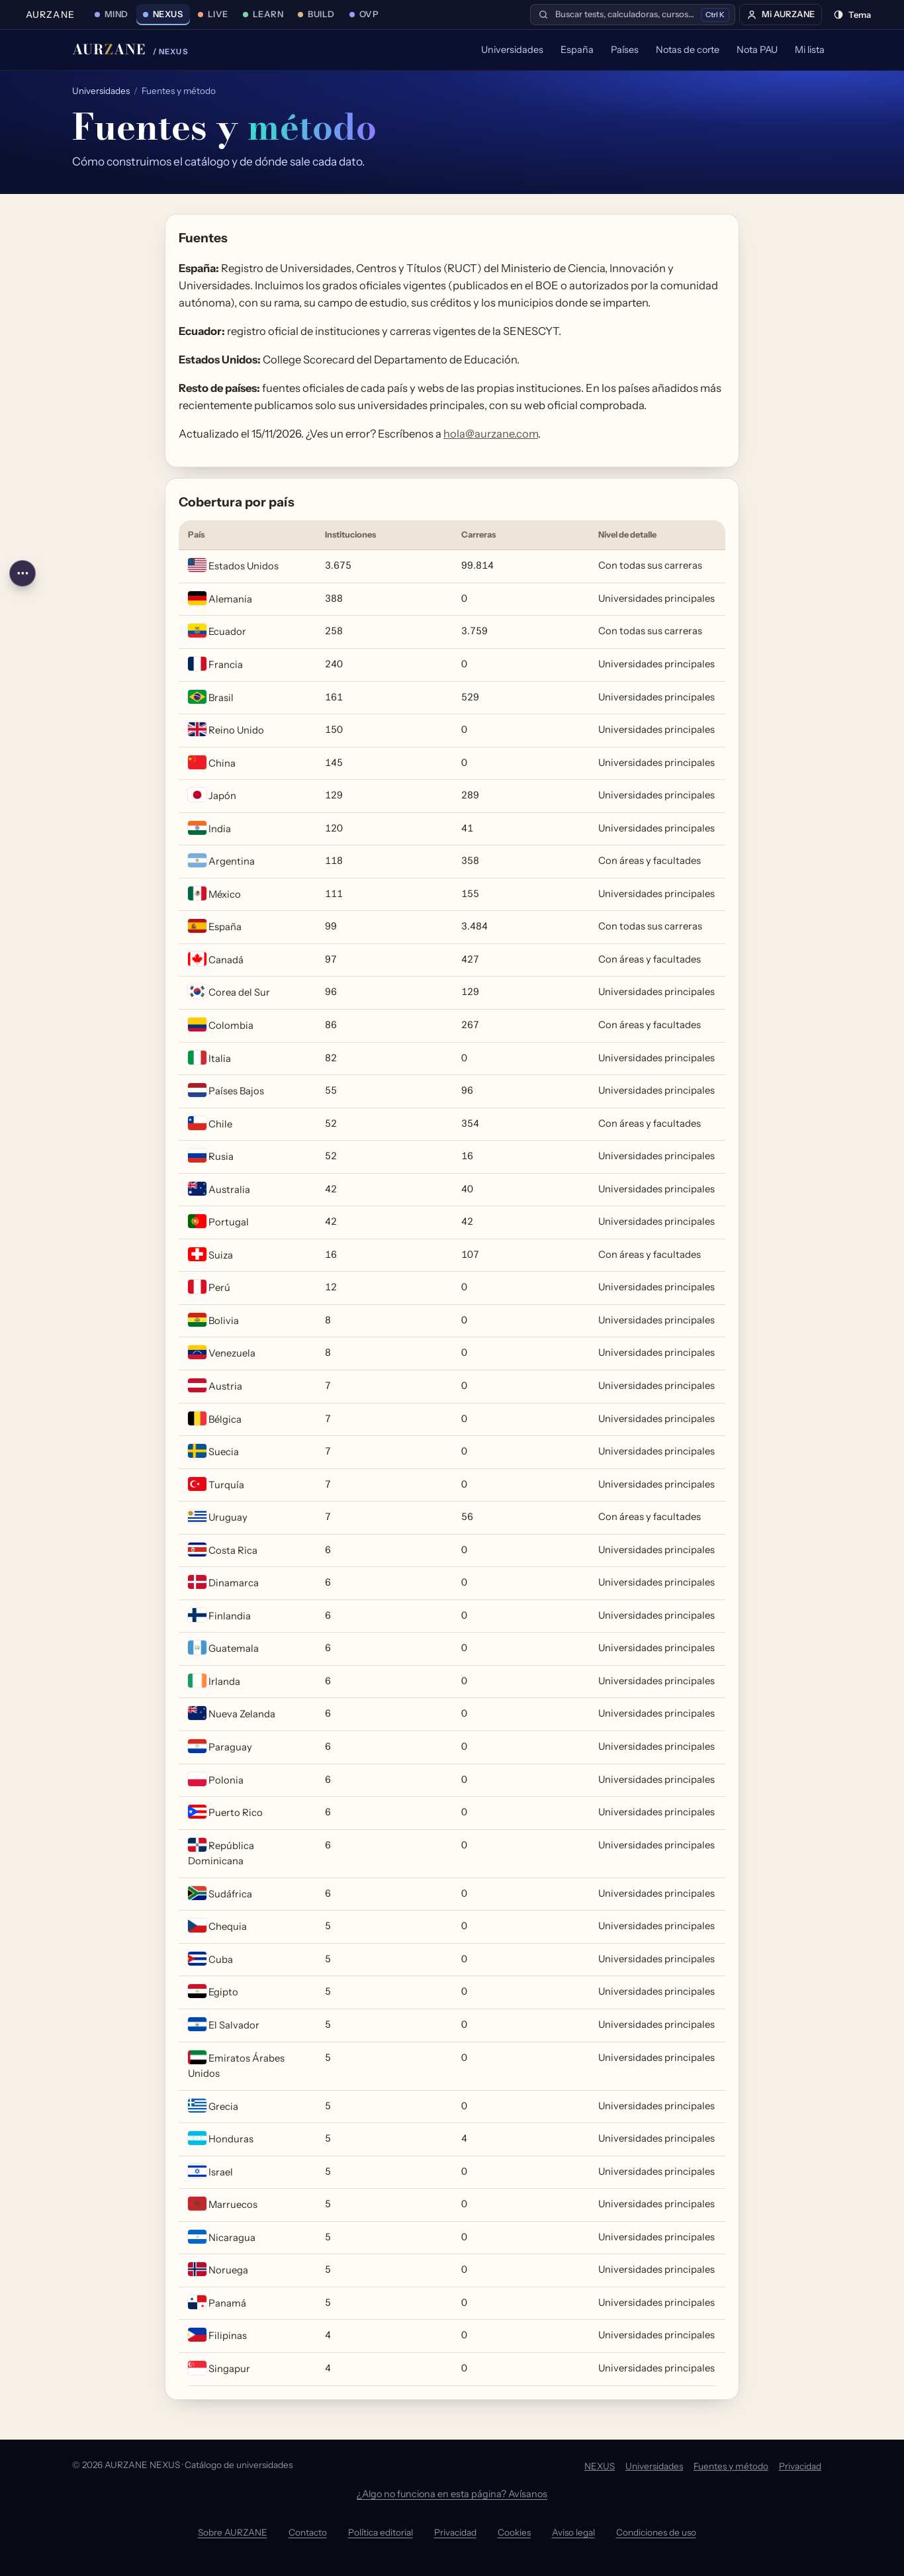 AURZANE MIND NEXUS LIVE LEARN BUILD OVP Buscar tests, calculadoras, cursos... Ctrl K Mi AURZANE Tema
AURZANE / NEXUS Universidades España Países Notas de corte Nota PAU Mi lista
Universidades / Fuentes y método
Fuentes y método
Cómo construimos el catálogo y de dónde sale cada dato.
Fuentes
España: Registro de Universidades, Centros y Títulos (RUCT) del Ministerio de Ciencia, Innovación y
Universidades. Incluimos los grados oficiales vigentes (publicados en el BOE o autorizados por la comunidad
autónoma), con su rama, su campo de estudio, sus créditos y los municipios donde se imparten.
Ecuador: registro oficial de instituciones y carreras vigentes de la SENESCYT.
Estados Unidos: College Scorecard del Departamento de Educación.
Resto de países: fuentes oficiales de cada país y webs de las propias instituciones. En los países añadidos más
recientemente publicamos solo sus universidades principales, con su web oficial comprobada.
Actualizado el 15/11/2026. ¿Ves un error? Escríbenos a hola@aurzane.com.
Cobertura por país
País Instituciones Carreras Nivel de detalle
Estados Unidos 3.675 99.814 Con todas sus carreras
Alemania 388 0 Universidades principales
Ecuador 258 3.759 Con todas sus carreras
Francia 240 0 Universidades principales
Brasil 161 529 Universidades principales
Reino Unido 150 0 Universidades principales
China 145 0 Universidades principales
Japón 129 289 Universidades principales
India 120 41 Universidades principales
Argentina 118 358 Con áreas y facultades
México 111 155 Universidades principales
España 99 3.484 Con todas sus carreras
Canadá 97 427 Con áreas y facultades
Corea del Sur 96 129 Universidades principales
Colombia 86 267 Con áreas y facultades
Italia 82 0 Universidades principales
Países Bajos 55 96 Universidades principales
Chile 52 354 Con áreas y facultades
Rusia 52 16 Universidades principales
Australia 42 40 Universidades principales
Portugal 42 42 Universidades principales
Suiza 16 107 Con áreas y facultades
Perú 12 0 Universidades principales
Bolivia 8 0 Universidades principales
Venezuela 8 0 Universidades principales
Austria 7 0 Universidades principales
Bélgica 7 0 Universidades principales
Suecia 7 0 Universidades principales
Turquía 7 0 Universidades principales
Uruguay 7 56 Con áreas y facultades
Costa Rica 6 0 Universidades principales
Dinamarca 6 0 Universidades principales
Finlandia 6 0 Universidades principales
Guatemala 6 0 Universidades principales
Irlanda 6 0 Universidades principales
Nueva Zelanda 6 0 Universidades principales
Paraguay 6 0 Universidades principales
Polonia 6 0 Universidades principales
Puerto Rico 6 0 Universidades principales
República 6 0 Universidades principales
Dominicana
Sudáfrica 6 0 Universidades principales
Chequia 5 0 Universidades principales
Cuba 5 0 Universidades principales
Egipto 5 0 Universidades principales
El Salvador 5 0 Universidades principales
Emiratos Árabes 5 0 Universidades principales
Unidos
Grecia 5 0 Universidades principales
Honduras 5 4 Universidades principales
Israel 5 0 Universidades principales
Marruecos 5 0 Universidades principales
Nicaragua 5 0 Universidades principales
Noruega 5 0 Universidades principales
Panamá 5 0 Universidades principales
Filipinas 4 0 Universidades principales
Singapur 4 0 Universidades principales
© 2026 AURZANE NEXUS · Catálogo de universidades NEXUS Universidades Fuentes y método Privacidad
¿Algo no funciona en esta página? Avísanos
Sobre AURZANE Contacto Política editorial Privacidad Cookies Aviso legal Condiciones de uso